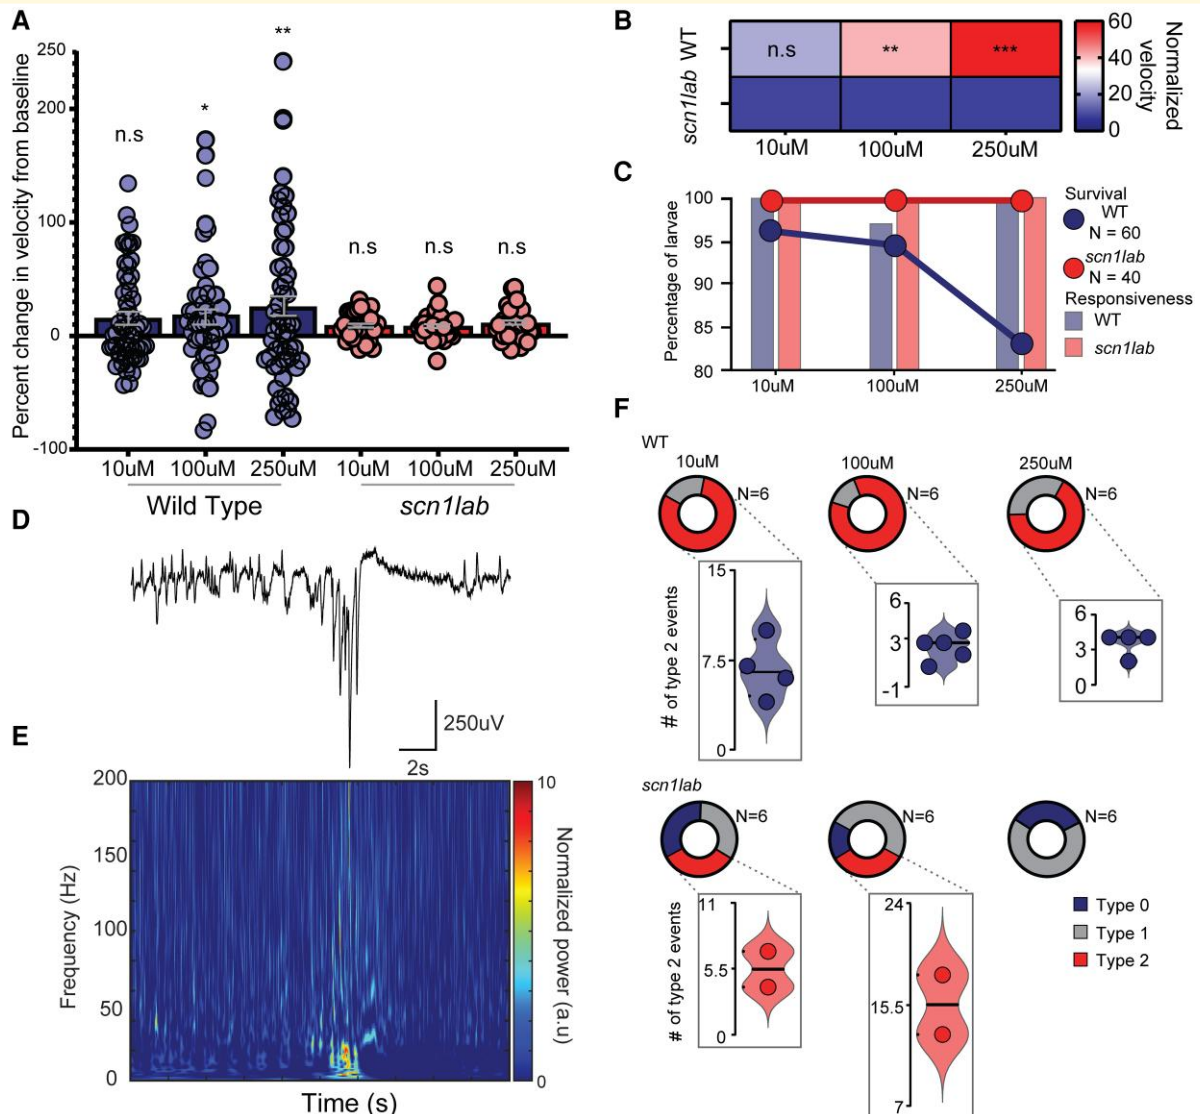 A
Percent change in velocity from baseline
250
200
100
0
-100
n.s
*
**
n.s
n.s
n.s
10uM
100uM
250uM
10uM
100uM
250uM
Wild Type
scn1lab
B
scn1lab WT
n.s
**
***
10uM
100uM
250uM
60
40
20
0
Normalized
velocity
C
Percentage of larvae
100
95
90
85
80
10uM
100uM
250uM
Survival
WT
N = 60
scn1lab
N = 40
Responsiveness
WT
scn1lab
D
250uV
2s
E
Frequency (Hz)
200
150
100
50
0
Time (s)
10
0
Normalized power (a.u)
F
WT
10uM
100uM
250uM
N=6
N=6
N=6
# of type 2 events
15
7.5
0
6
3
-1
6
3
0
scn1lab
N=6
N=6
N=6
# of type 2 events
11
5.5
0
24
15.5
7
Type 0
Type 1
Type 2